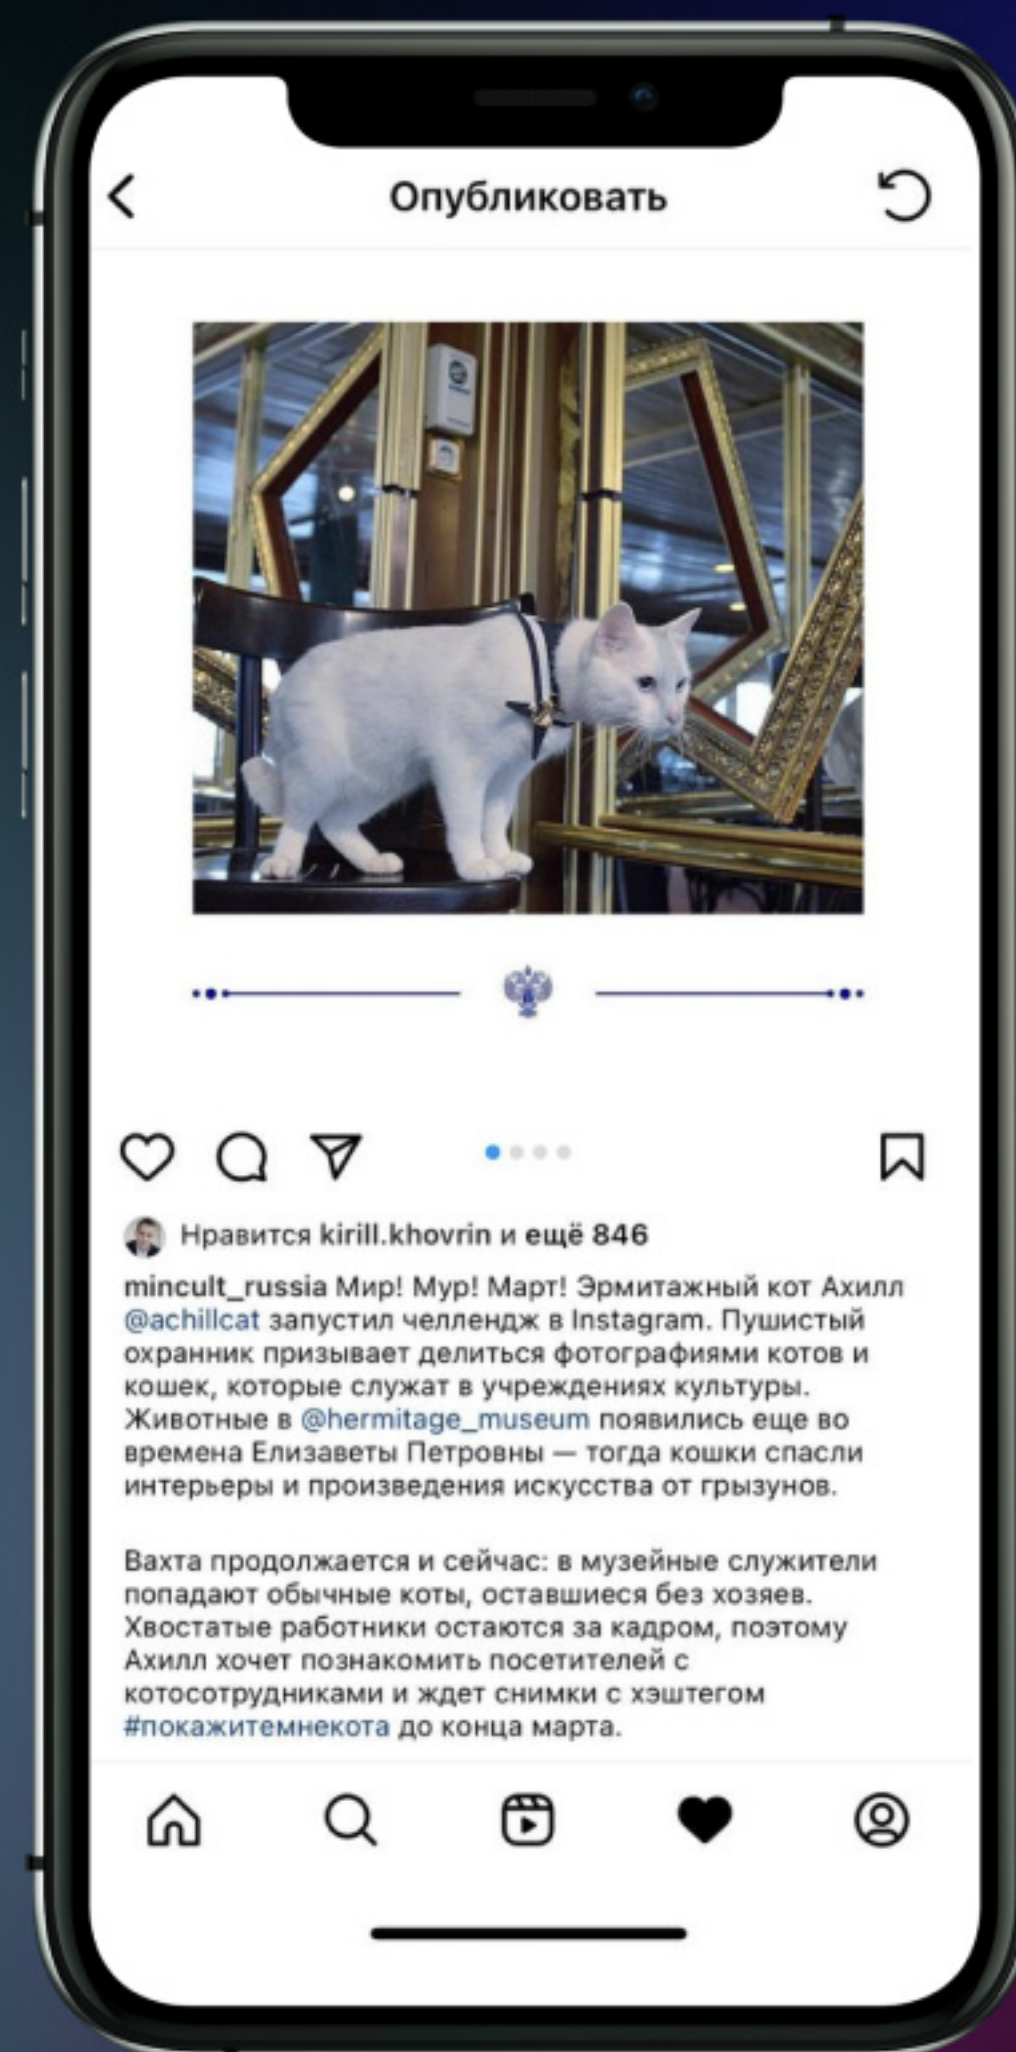 Опубликовать
Нравится kirill.khovrin и ещё 846
mincult_russia Мир! Мур! Март! Эрмитажный кот Ахилл
@achillcat запустил челлендж в Instagram. Пушистый
охранник призывает делиться фотографиями котов и
кошек, которые служат в учреждениях культуры.
Животные в @hermitage_museum появились еще во
времена Елизаветы Петровны — тогда кошки спасли
интерьеры и произведения искусства от грызунов.
Вахта продолжается и сейчас: в музейные служители
попадают обычные коты, оставшиеся без хозяев.
Хвостатые работники остаются за кадром, поэтому
Ахилл хочет познакомить посетителей с
котосотрудниками и ждет снимки с хэштегом
#покажитемнекота до конца марта.